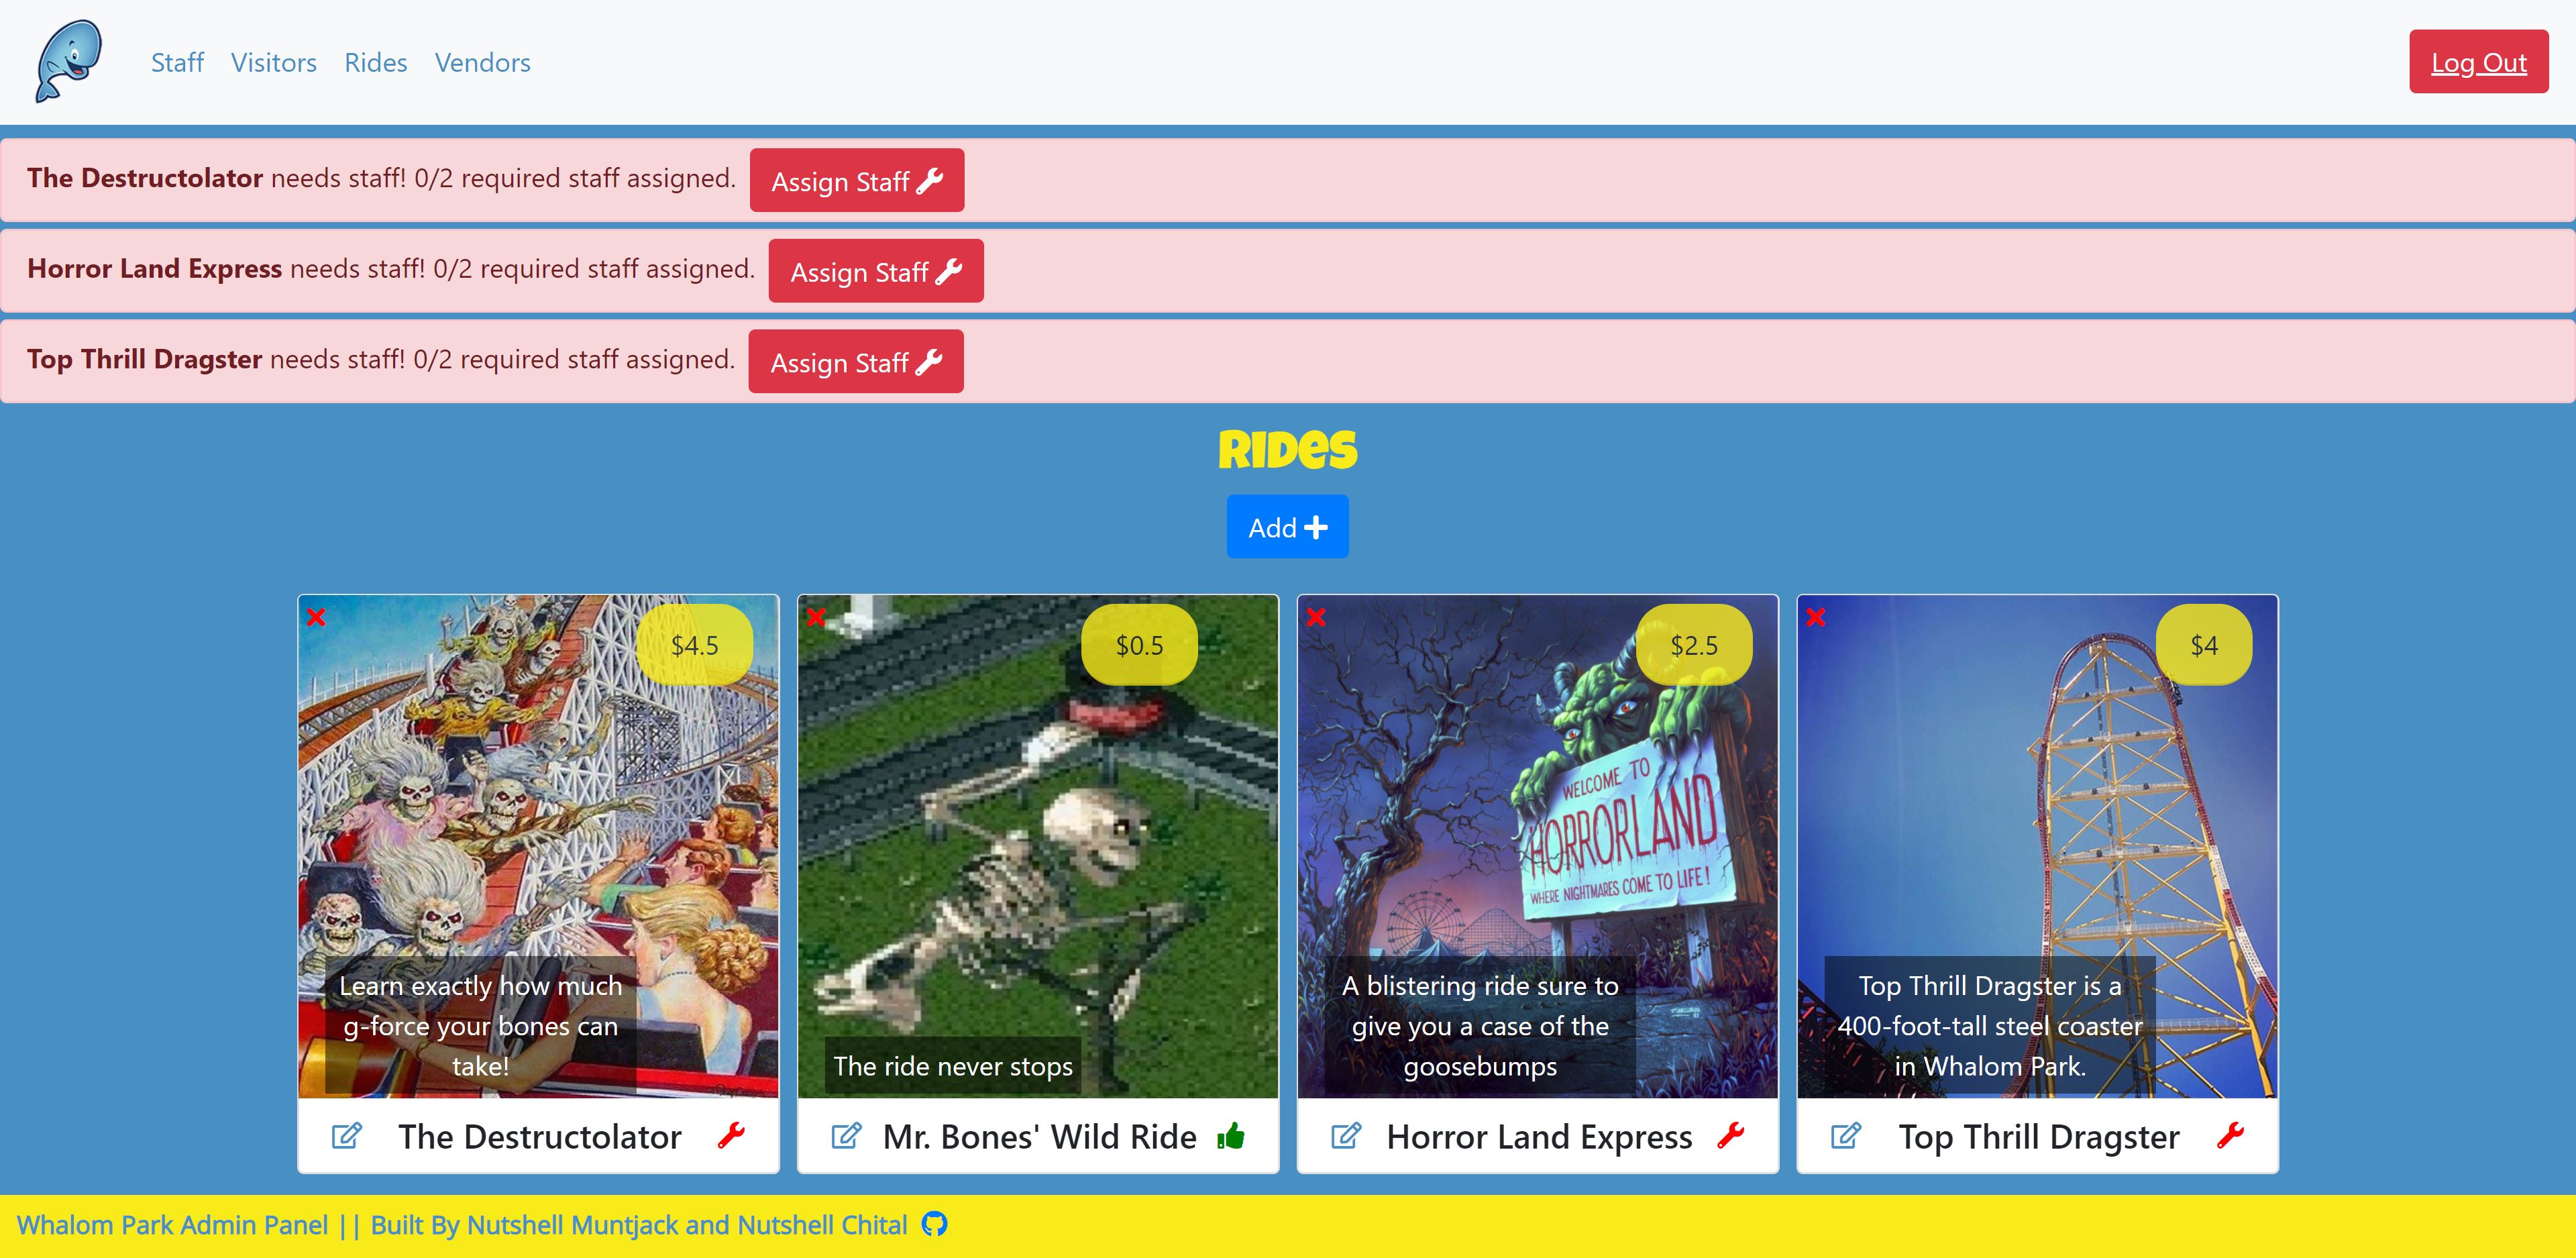 Staff Visitors Rides Vendors Log Out
The Destructolator needs staff! 0/2 required staff assigned. Assign Staff
Horror Land Express needs staff! 0/2 required staff assigned. Assign Staff
Top Thrill Dragster needs staff! 0/2 required staff assigned. Assign Staff
RIDES
Add
$4.5
Learn exactly how much
g-force your bones can
take!
The Destructolator
$0.5
The ride never stops
Mr. Bones' Wild Ride
$2.5
WELCOME TO
HORRORLAND
WHERE NIGHTMARES COME TO LIFE!
A blistering ride sure to
give you a case of the
goosebumps
Horror Land Express
$4
Top Thrill Dragster is a
400-foot-tall steel coaster
in Whalom Park.
Top Thrill Dragster
Whalom Park Admin Panel || Built By Nutshell Muntjack and Nutshell Chital